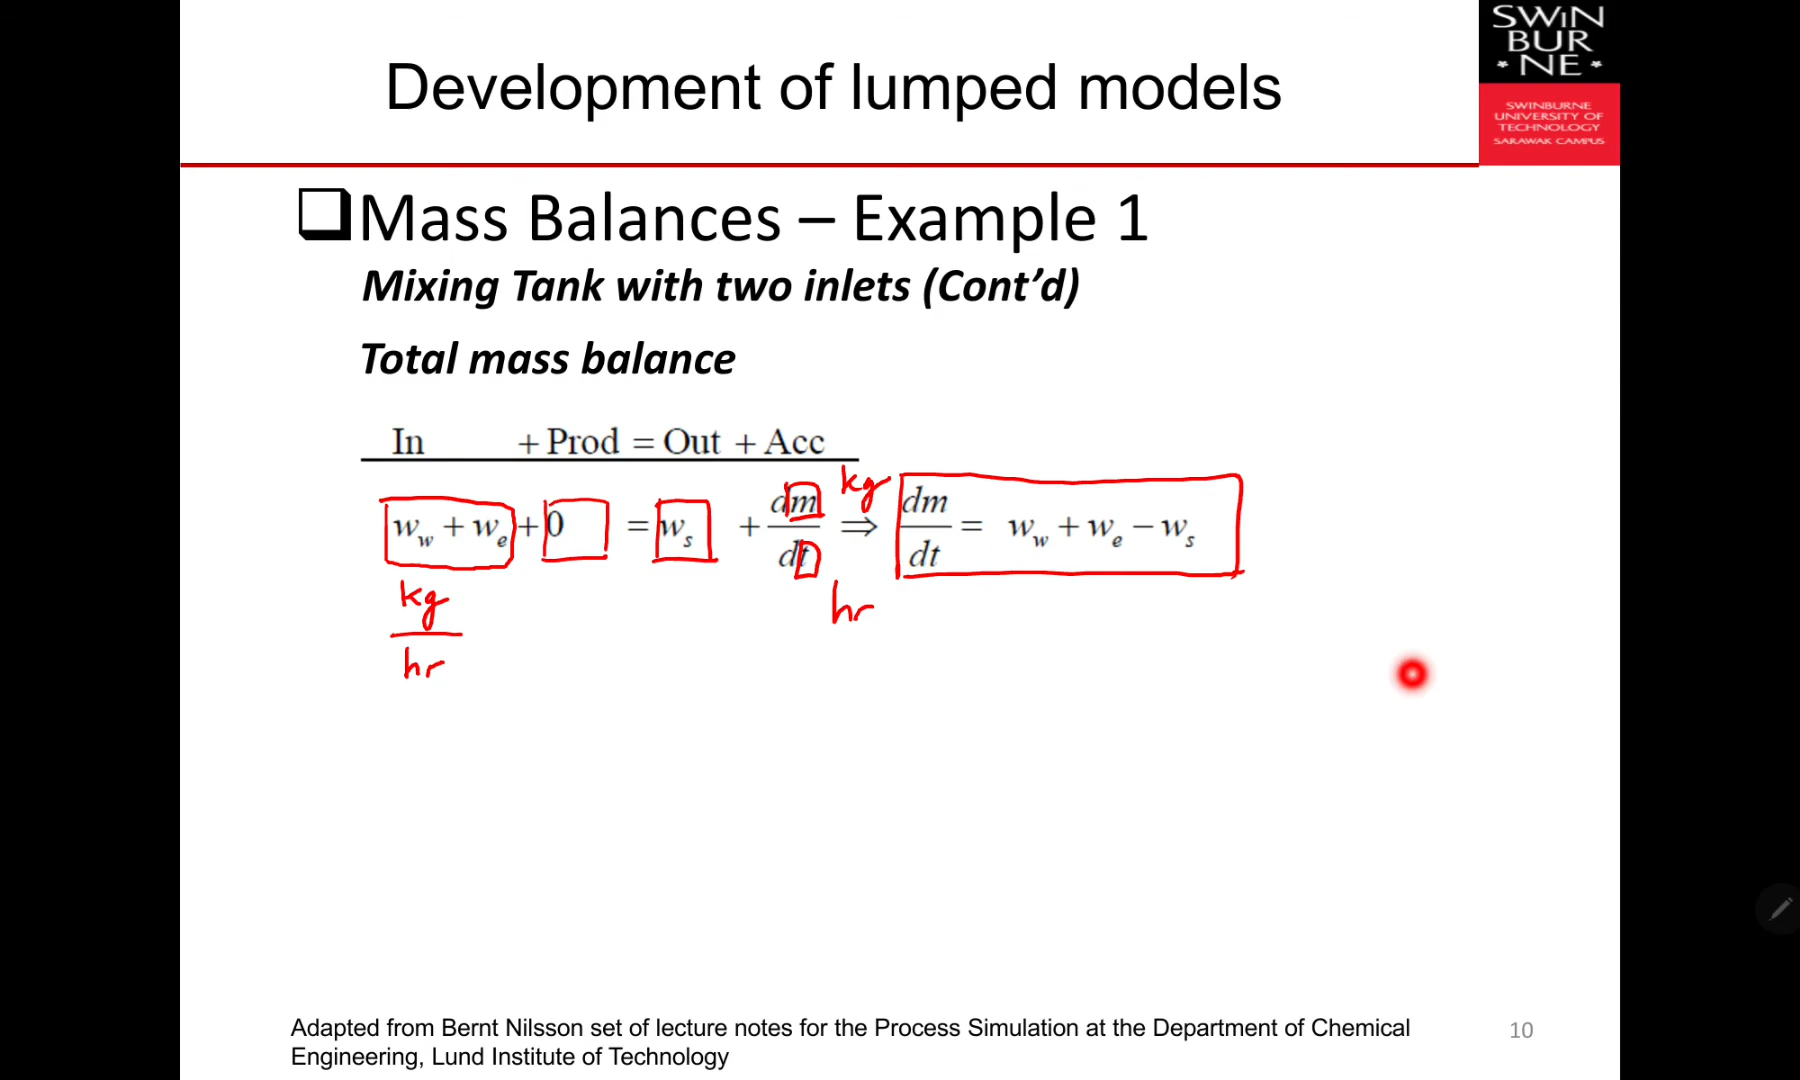 Development of lumped models
SWIN
BUR
* NE *
SWINBURNE
UNIVERSITY OF
TECHNOLOGY
SARAWAK CAMPUS
❑Mass Balances – Example 1
Mixing Tank with two inlets (Cont’d)
Total mass balance
In + Prod = Out + Acc
w_w + w_e + 0 = w_s + dm/dt ⇒ dm/dt = w_w + w_e − w_s
kg
hr
kg
hr
Adapted from Bernt Nilsson set of lecture notes for the Process Simulation at the Department of Chemical
Engineering, Lund Institute of Technology
10